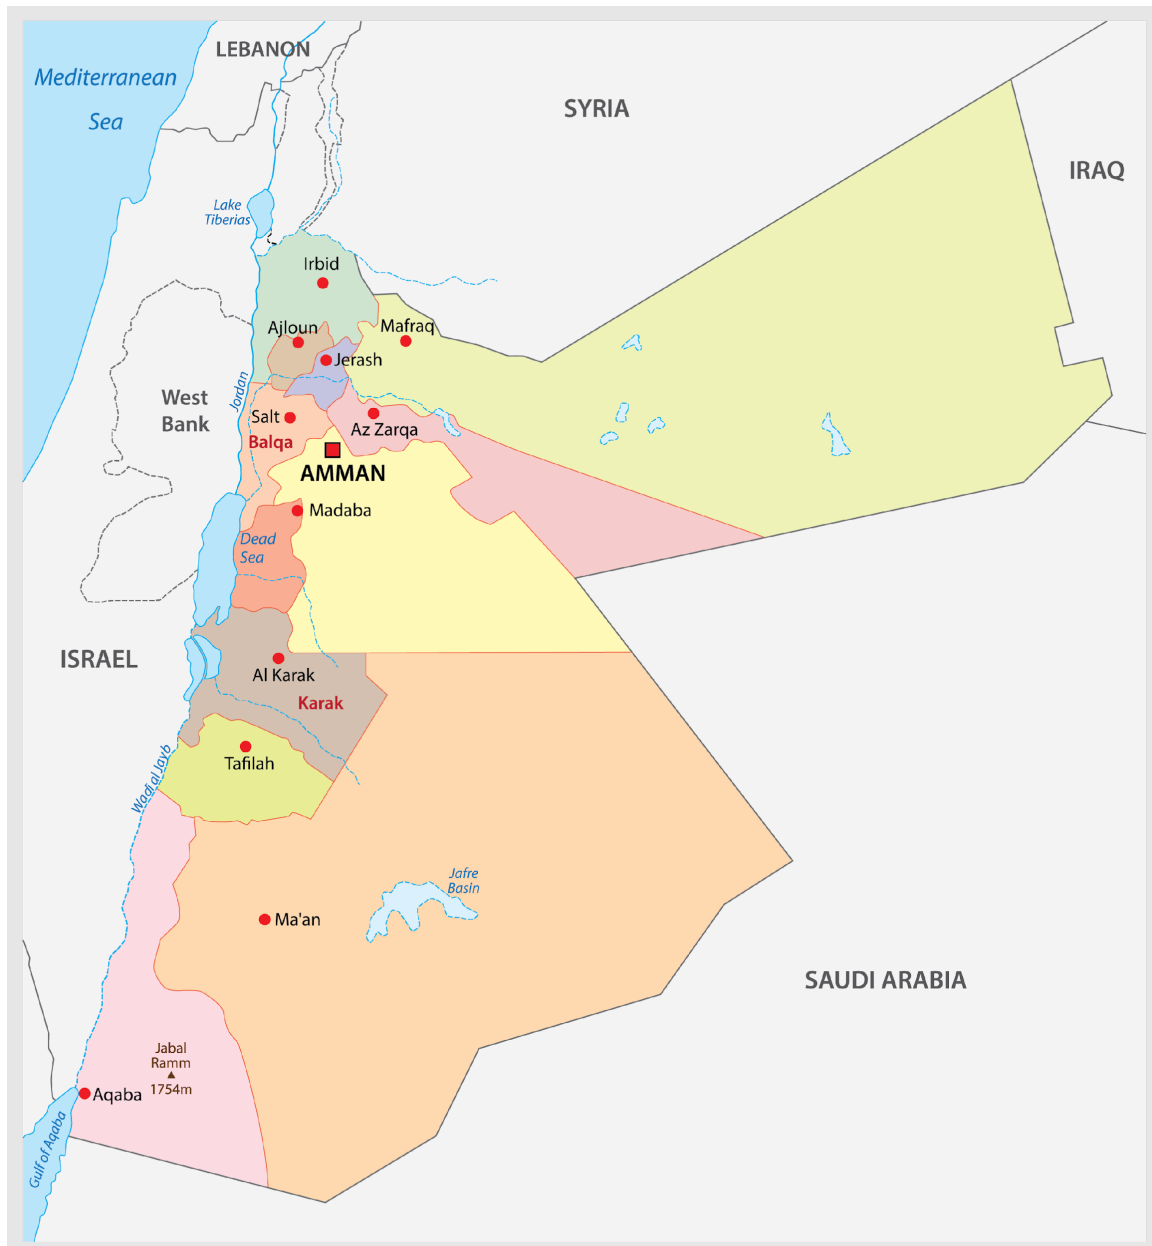 LEBANON
Mediterranean
Sea
SYRIA
IRAQ
Lake
Tiberias
Irbid
Ajloun
Mafraq
Jerash
Jordan
West
Bank
Salt
Az Zarqa
Balqa
AMMAN
Madaba
Dead
Sea
ISRAEL
Al Karak
Karak
Tafilah
Wadi al Jayb
Jafre
Basin
Ma'an
SAUDI ARABIA
Jabal
Ramm
1754m
Aqaba
Gulf of Aqaba